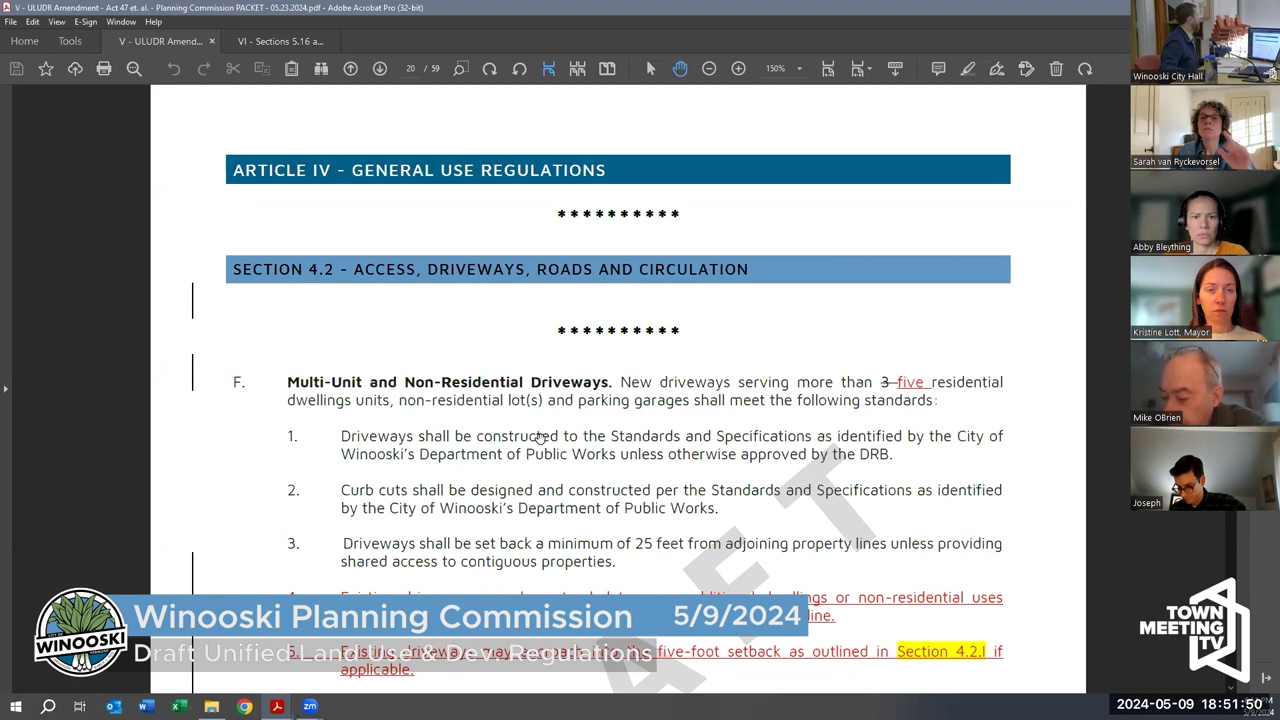 V - ULUDR Amendment - Act 47 et. al. - Planning Commission PACKET - 05.23.2024.pdf - Adobe Acrobat Pro (32-bit)
File Edit View E-Sign Window Help
Home Tools V - ULUDR Amend... × VI - Sections 5.16 a...
20 / 59 150%
ARTICLE IV - GENERAL USE REGULATIONS
**********
SECTION 4.2 - ACCESS, DRIVEWAYS, ROADS AND CIRCULATION
**********
F. Multi-Unit and Non-Residential Driveways. New driveways serving more than 3 five residential
dwellings units, non-residential lot(s) and parking garages shall meet the following standards:
1. Driveways shall be constructed to the Standards and Specifications as identified by the City of
Winooski's Department of Public Works unless otherwise approved by the DRB.
2. Curb cuts shall be designed and constructed per the Standards and Specifications as identified
by the City of Winooski's Department of Public Works.
3. Driveways shall be set back a minimum of 25 feet from adjoining property lines unless providing
shared access to contiguous properties.
or non-residential uses
5. Existing driveways may five-foot setback as outlined in Section 4.2.I if
applicable.
AFT
CITY OF
WINOOSKI
VERMONT
Winooski Planning Commission 5/9/2024
Draft Unified Land Use & Dev Regulations
Winooski City Hall
Sarah van Ryckevorsel
Abby Bleything
Kristine Lott, Mayor
Mike OBrien
Joseph
TOWN
MEETING
TV
2024-05-09 18:51:50